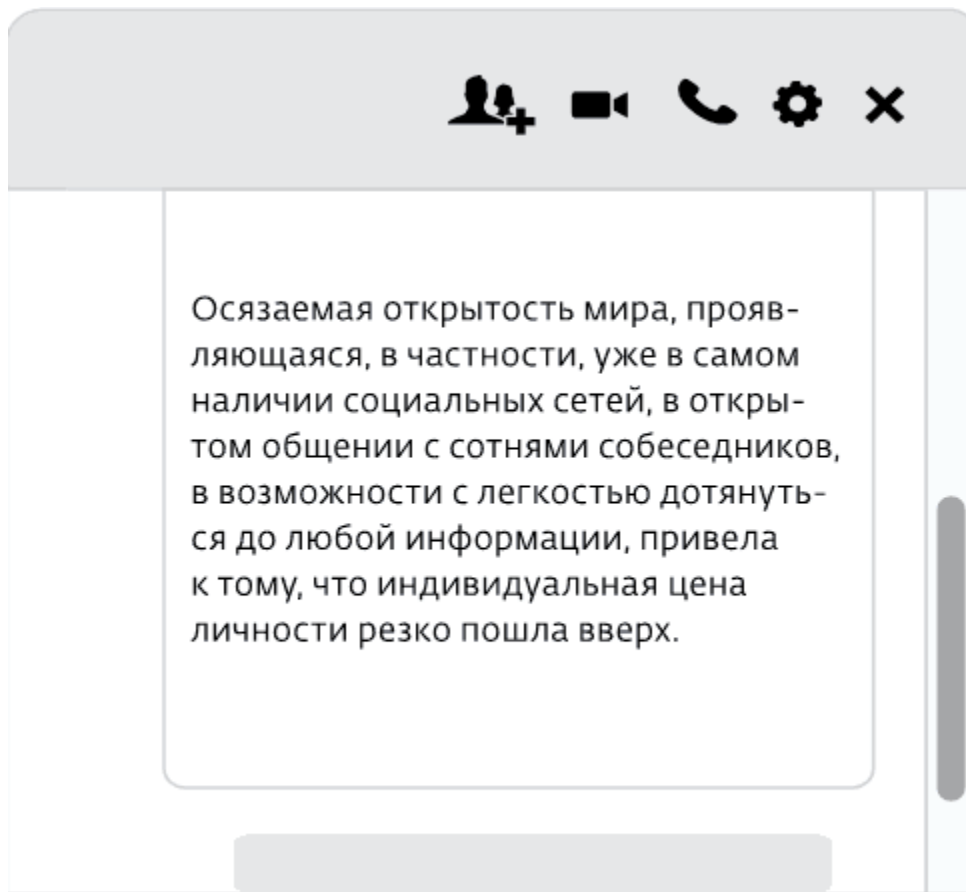 Осязаемая открытость мира, прояв-
ляющаяся, в частности, уже в самом
наличии социальных сетей, в откры-
том общении с сотнями собеседников,
в возможности с легкостью дотянуть-
ся до любой информации, привела
к тому, что индивидуальная цена
личности резко пошла вверх.